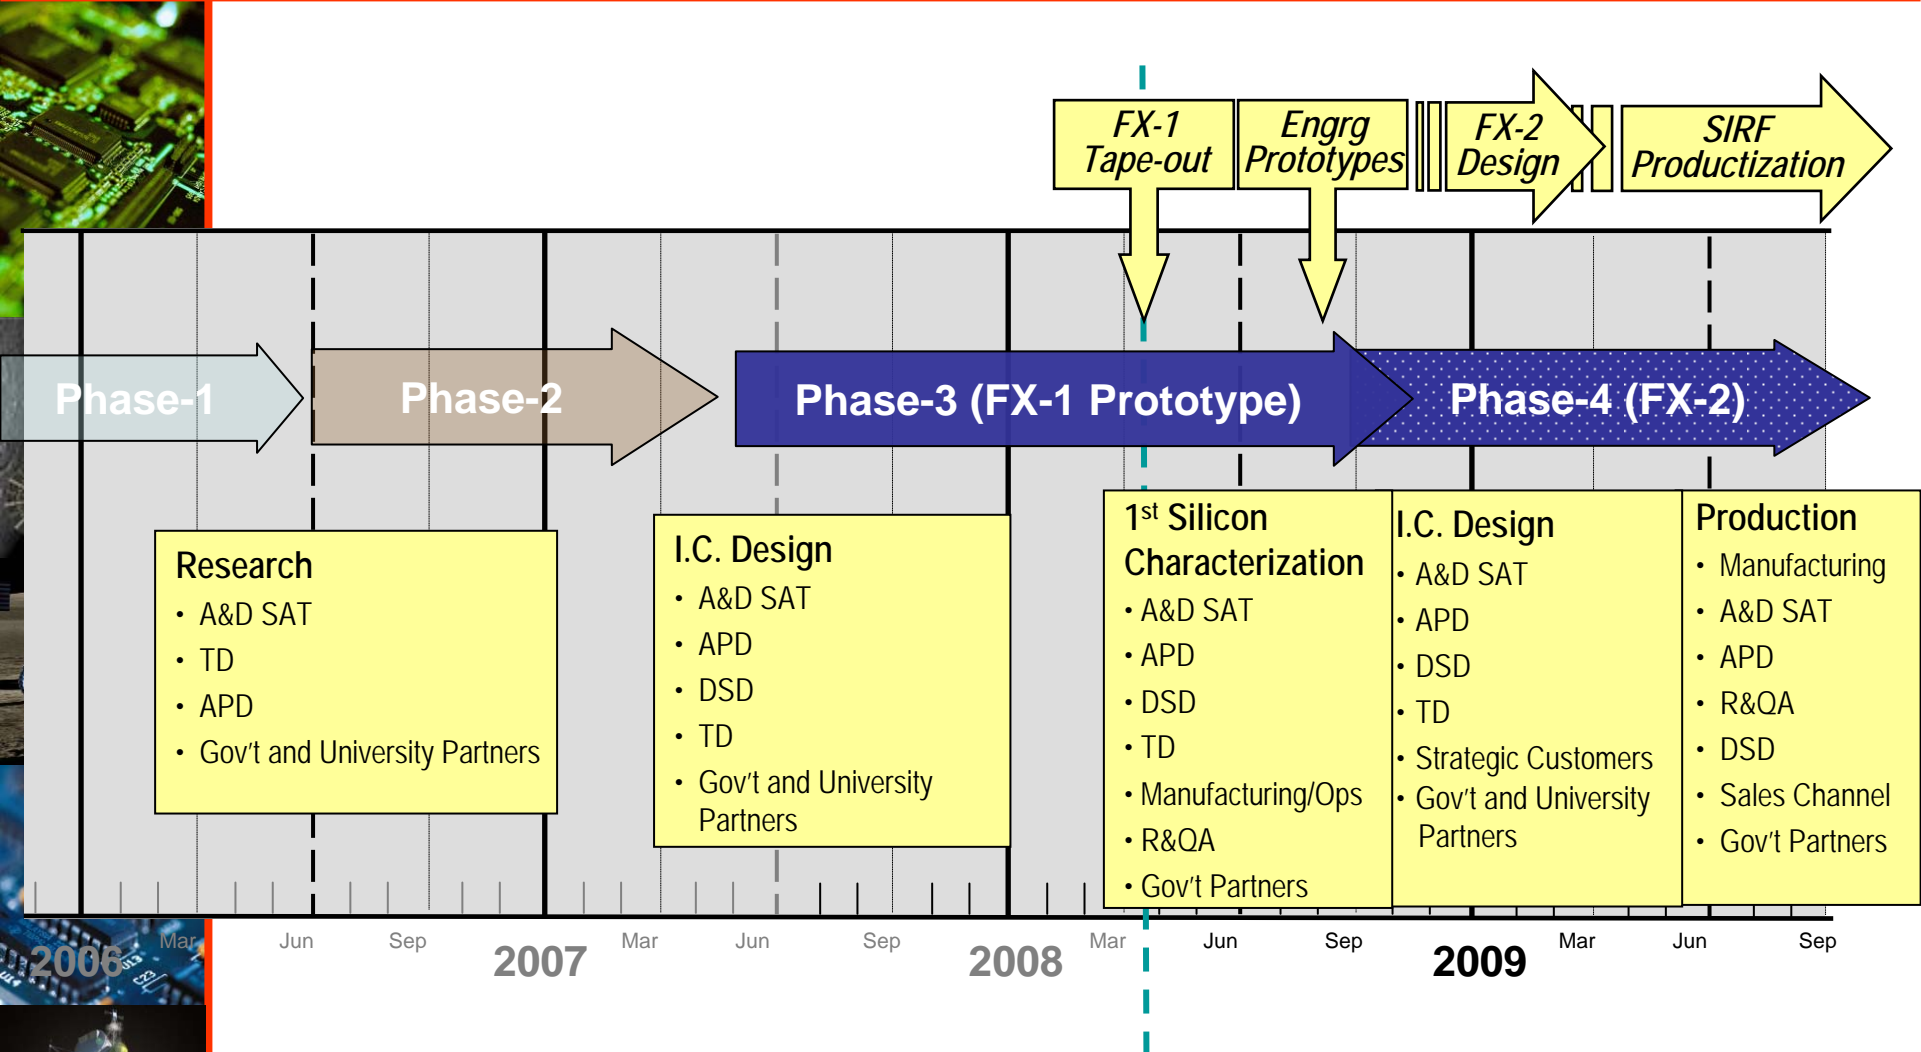 FX-1
Tape-out
Engrg
Prototypes
FX-2
Design
SIRF
Productization
Phase-1
Phase-2
Phase-3 (FX-1 Prototype)
Phase-4 (FX-2)
Research
• A&D SAT
• TD
• APD
• Gov't and University Partners
I.C. Design
• A&D SAT
• APD
• DSD
• TD
• Gov't and University
Partners
1st Silicon
Characterization
• A&D SAT
• APD
• DSD
• TD
• Manufacturing/Ops
• R&QA
• Gov't Partners
I.C. Design
• A&D SAT
• APD
• DSD
• TD
• Strategic Customers
• Gov't and University
Partners
Production
• Manufacturing
• A&D SAT
• APD
• R&QA
• DSD
• Sales Channel
• Gov't Partners
2006 Mar Jun Sep 2007 Mar Jun Sep 2008 Mar Jun Sep 2009 Mar Jun Sep
U13
C23
U14